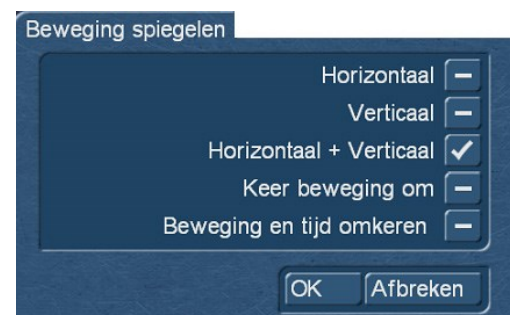 Beweging spiegelen
Horizontaal
Verticaal
Horizontaal + Verticaal
Keer beweging om
Beweging en tijd omkeren
OK Afbreken